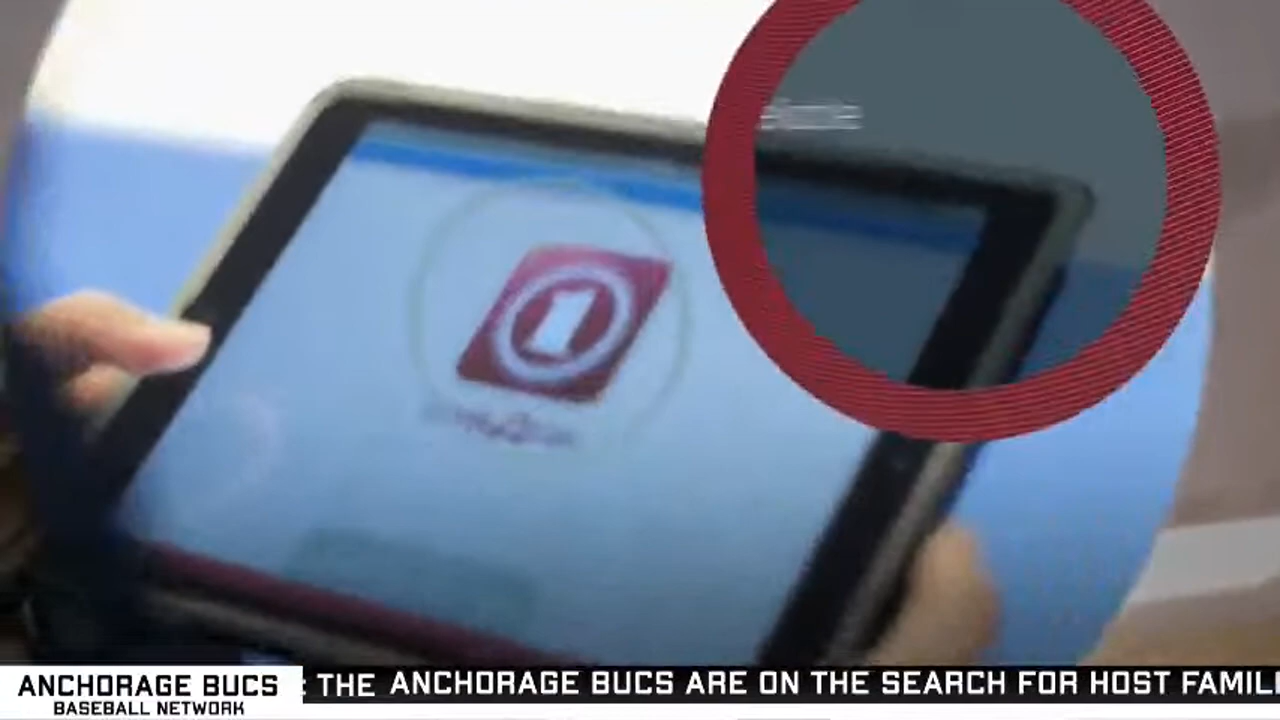 ANCHORAGE BUCS
BASEBALL NETWORK
: THE ANCHORAGE BUCS ARE ON THE SEARCH FOR HOST FAMIL